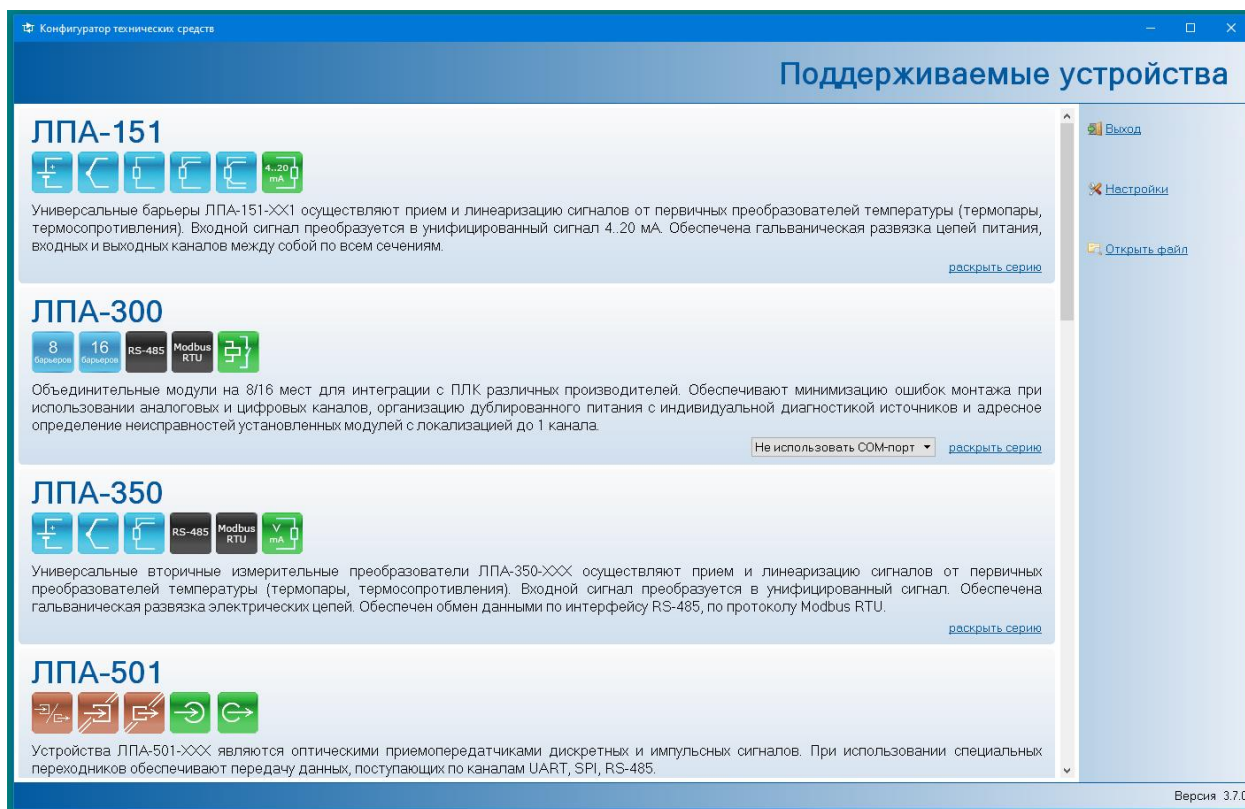 Конфигуратор технических средств
Поддерживаемые устройства
ЛПА-151
4..20
mA
Универсальные барьеры ЛПА-151-XX1 осуществляют прием и линеаризацию сигналов от первичных преобразователей температуры (термопары,
термосопротивления). Входной сигнал преобразуется в унифицированный сигнал 4..20 мА. Обеспечена гальваническая развязка цепей питания,
входных и выходных каналов между собой по всем сечениям.
раскрыть серию
ЛПА-300
8
барьеров
16
барьеров
RS-485
Modbus
RTU
Объединительные модули на 8/16 мест для интеграции с ПЛК различных производителей. Обеспечивают минимизацию ошибок монтажа при
использовании аналоговых и цифровых каналов, организацию дублированного питания с индивидуальной диагностикой источников и адресное
определение неисправностей установленных модулей с локализацией до 1 канала.
Не использовать COM-порт
раскрыть серию
ЛПА-350
RS-485
Modbus
RTU
V
mA
Универсальные вторичные измерительные преобразователи ЛПА-350-XXX осуществляют прием и линеаризацию сигналов от первичных
преобразователей температуры (термопары, термосопротивления). Входной сигнал преобразуется в унифицированный сигнал. Обеспечена
гальваническая развязка электрических цепей. Обеспечен обмен данными по интерфейсу RS-485, по протоколу Modbus RTU.
раскрыть серию
ЛПА-501
Устройства ЛПА-501-XXX являются оптическими приемопередатчиками дискретных и импульсных сигналов. При использовании специальных
переходников обеспечивают передачу данных, поступающих по каналам UART, SPI, RS-485.
Выход
Настройки
Открыть файл
Версия 3.7.0